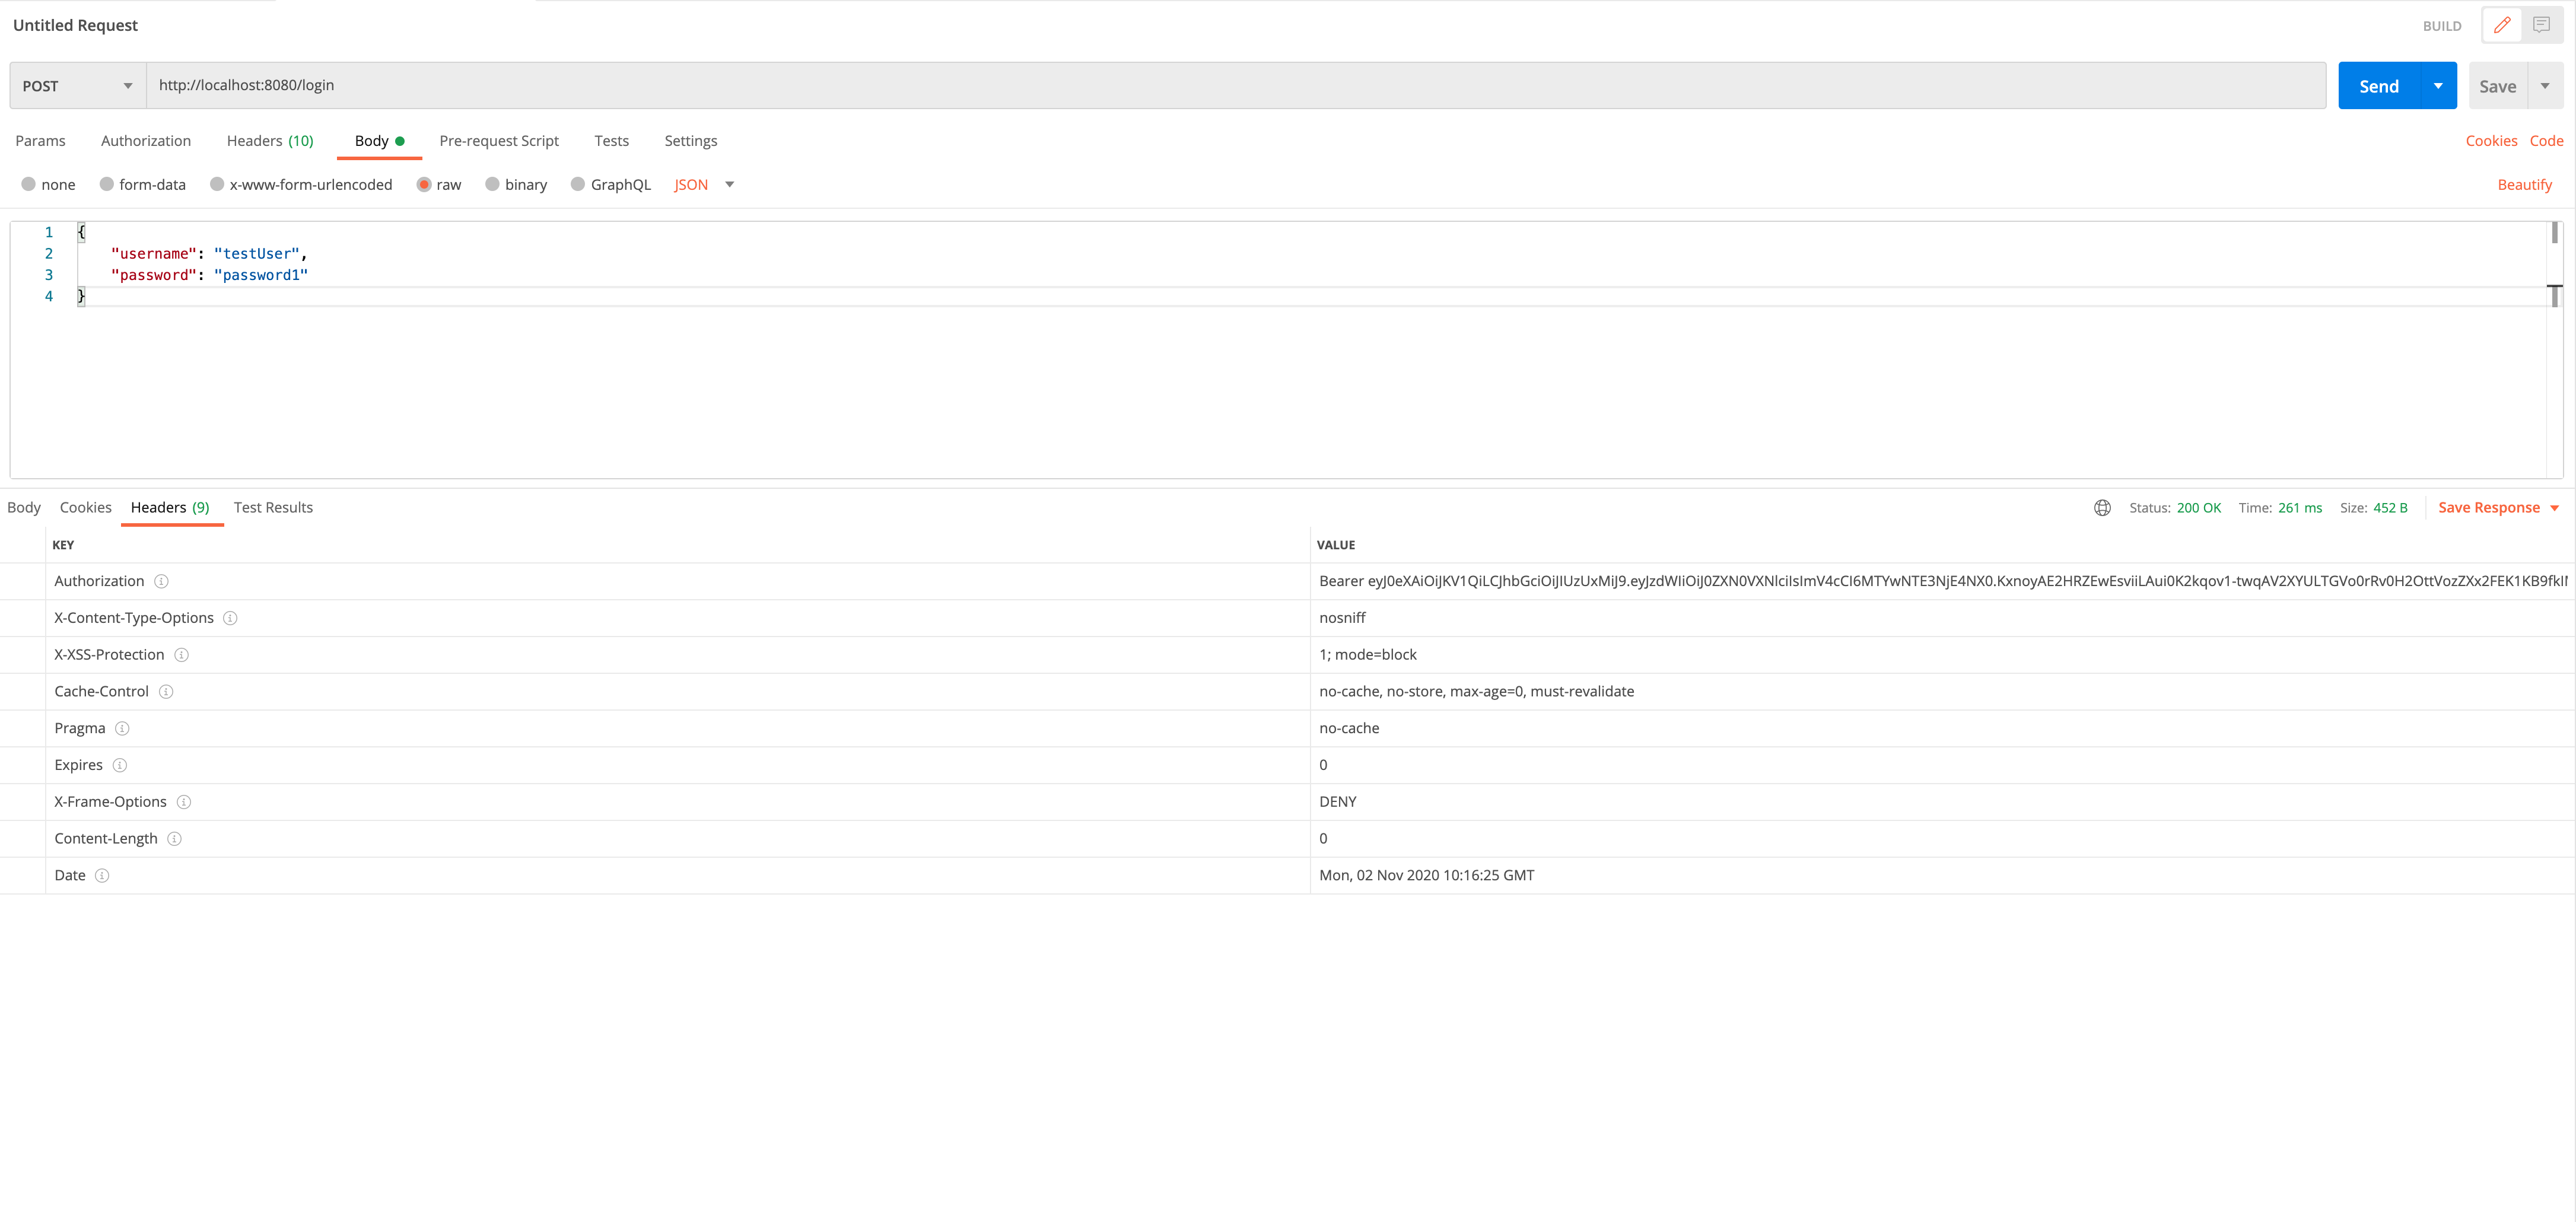 Untitled Request BUILD
POST http://localhost:8080/login Send Save
Params Authorization Headers (10) Body Pre-request Script Tests Settings Cookies Code
none form-data x-www-form-urlencoded raw binary GraphQL JSON Beautify
1 {
2 "username": "testUser",
3 "password": "password1"
4 }
Body Cookies Headers (9) Test Results Status: 200 OK Time: 261 ms Size: 452 B Save Response
KEY VALUE
Authorization Bearer eyJ0eXAiOiJKV1QiLCJhbGciOiJIUzUxMiJ9.eyJzdWIiOiJ0ZXN0VXNlciIsImV4cCI6MTYwNTE3NjE4NX0.KxnoyAE2HRZEwEsviiLAui0K2kqov1-twqAV2XYULTGVo0rRv0H2OttVozZXx2FEK1KB9fklI
X-Content-Type-Options nosniff
X-XSS-Protection 1; mode=block
Cache-Control no-cache, no-store, max-age=0, must-revalidate
Pragma no-cache
Expires 0
X-Frame-Options DENY
Content-Length 0
Date Mon, 02 Nov 2020 10:16:25 GMT